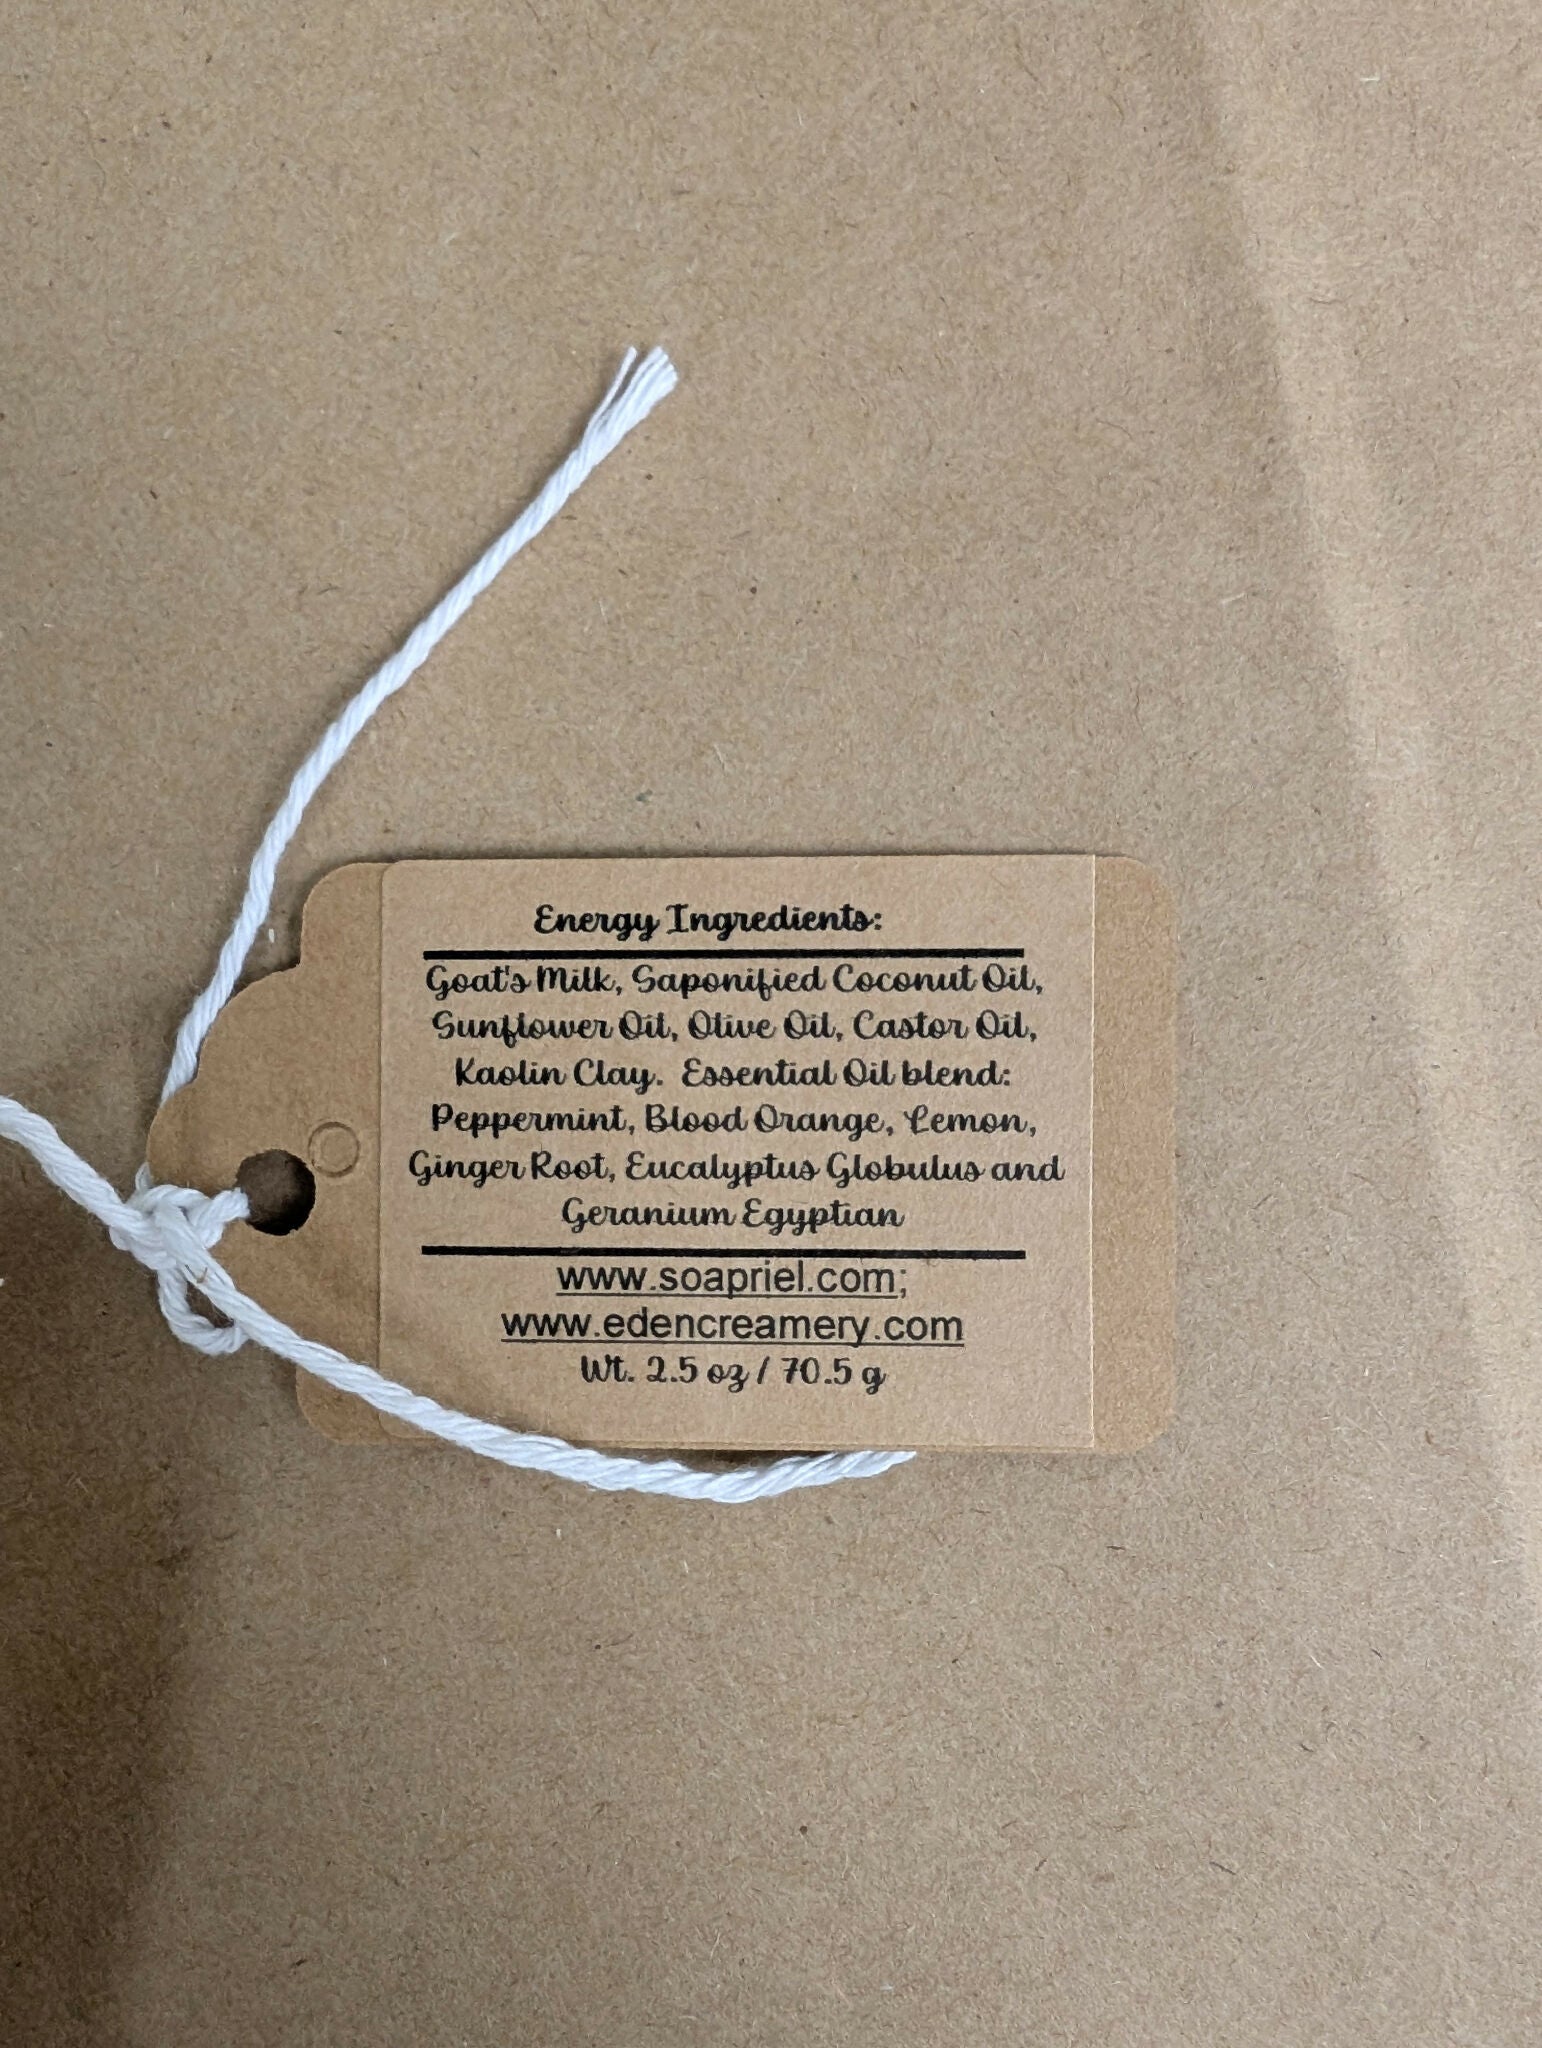 Energy Ingredients:
Goat's Milk, Saponified Coconut Oil,
Sunflower Oil, Olive Oil, Castor Oil,
Kaolin Clay.  Essential Oil blend:
Peppermint, Blood Orange, Lemon,
Ginger Root, Eucalyptus Globulus and
Geranium Egyptian
www.soapriel.com;
www.edencreamery.com
Wt. 2.5 oz / 70.5 g